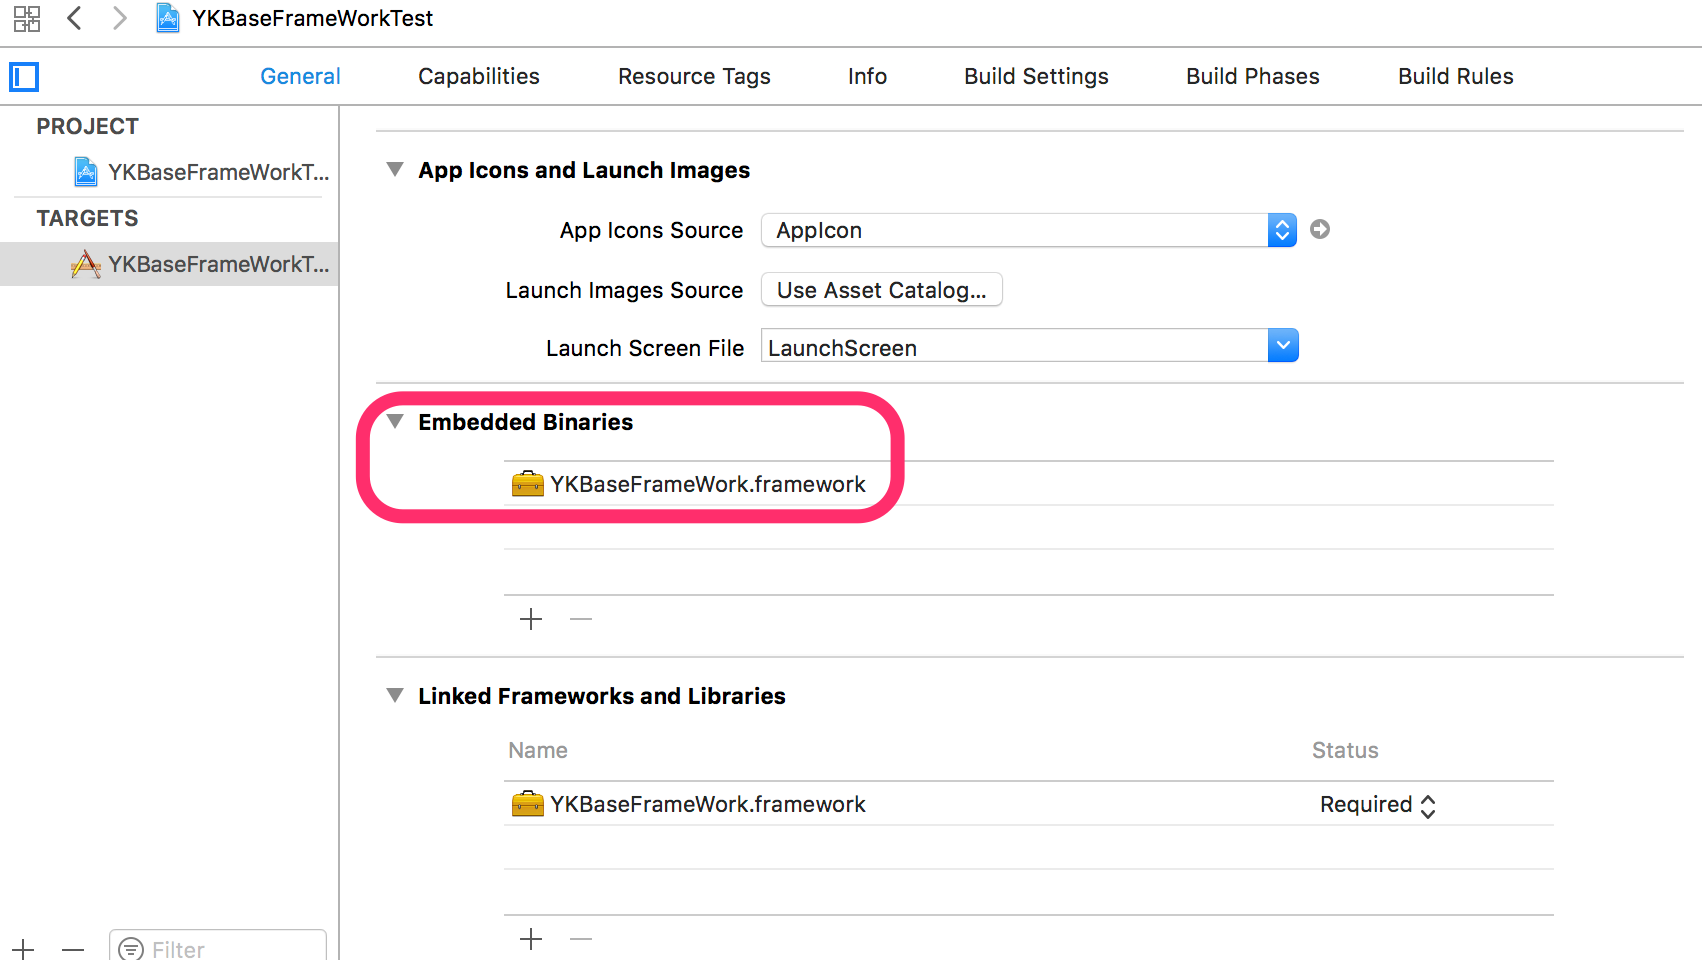 YKBaseFrameWorkTest
General Capabilities Resource Tags Info Build Settings Build Phases Build Rules
PROJECT
YKBaseFrameWorkT...
TARGETS
YKBaseFrameWorkT...
App Icons and Launch Images
App Icons Source AppIcon
Launch Images Source Use Asset Catalog...
Launch Screen File LaunchScreen
Embedded Binaries
YKBaseFrameWork.framework
Linked Frameworks and Libraries
Name Status
YKBaseFrameWork.framework Required
Filter